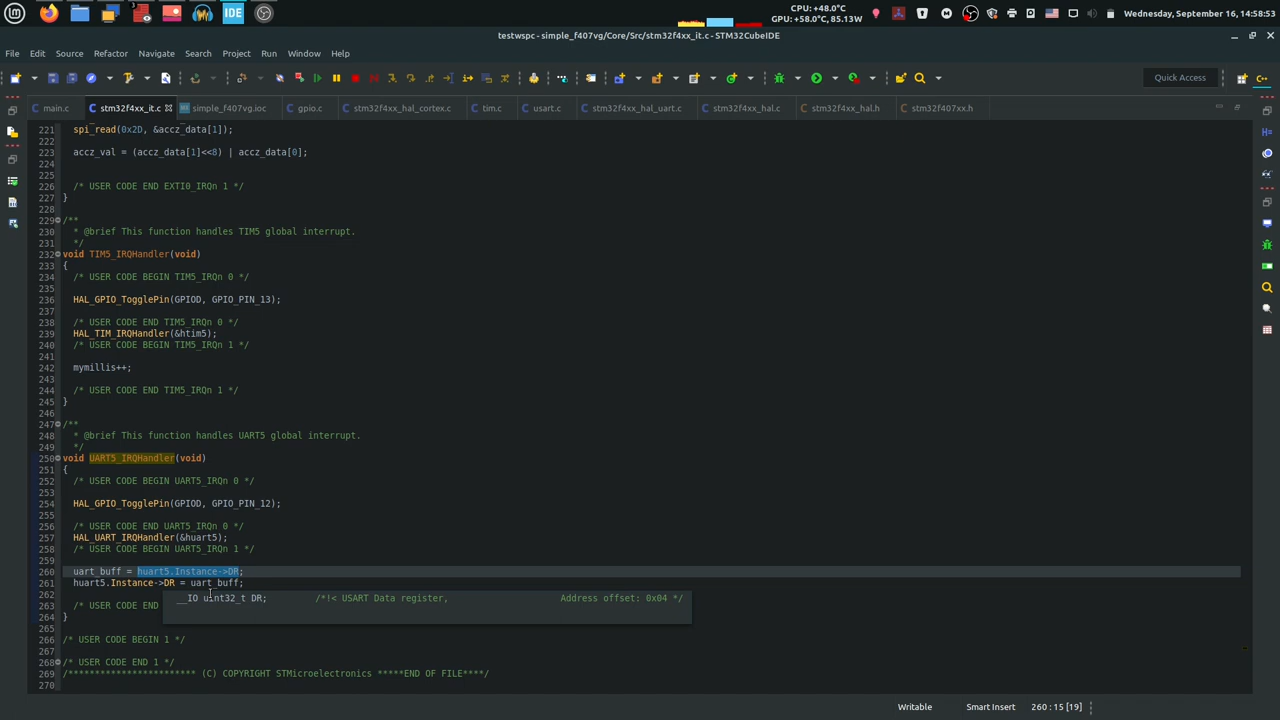 CPU: +48.0°C
GPU: +58.0°C, 85.13W
Wednesday, September 16, 14:58:53
IDE
testwspc - simple_f407vg/Core/Src/stm32f4xx_it.c - STM32CubeIDE
File Edit Source Refactor Navigate Search Project Run Window Help
Quick Access
main.c stm32f4xx_it.c simple_f407vg.ioc gpio.c stm32f4xx_hal_cortex.c tim.c usart.c stm32f4xx_hal_uart.c stm32f4xx_hal.c stm32f4xx_hal.h stm32f407xx.h
221 spi_read(0x2D, &accz_data[1]);
222
223 accz_val = (accz_data[1]<<8) | accz_data[0];
224
225
226 /* USER CODE END EXTI0_IRQn 1 */
227 }
228
229 /**
230 * @brief This function handles TIM5 global interrupt.
231 */
232 void TIM5_IRQHandler(void)
233 {
234 /* USER CODE BEGIN TIM5_IRQn 0 */
235
236 HAL_GPIO_TogglePin(GPIOD, GPIO_PIN_13);
237
238 /* USER CODE END TIM5_IRQn 0 */
239 HAL_TIM_IRQHandler(&htim5);
240 /* USER CODE BEGIN TIM5_IRQn 1 */
241
242 mymillis++;
243
244 /* USER CODE END TIM5_IRQn 1 */
245 }
246
247 /**
248 * @brief This function handles UART5 global interrupt.
249 */
250 void UART5_IRQHandler(void)
251 {
252 /* USER CODE BEGIN UART5_IRQn 0 */
253
254 HAL_GPIO_TogglePin(GPIOD, GPIO_PIN_12);
255
256 /* USER CODE END UART5_IRQn 0 */
257 HAL_UART_IRQHandler(&huart5);
258 /* USER CODE BEGIN UART5_IRQn 1 */
259
260 uart_buff = huart5.Instance->DR;
261 huart5.Instance->DR = uart_buff;
262
__IO uint32_t DR; /*!< USART Data register, Address offset: 0x04 */
263 /* USER CODE END
264 }
265
266 /* USER CODE BEGIN 1 */
267
268 /* USER CODE END 1 */
269 /************************ (C) COPYRIGHT STMicroelectronics *****END OF FILE****/
270
Writable Smart Insert 260 : 15 [19]